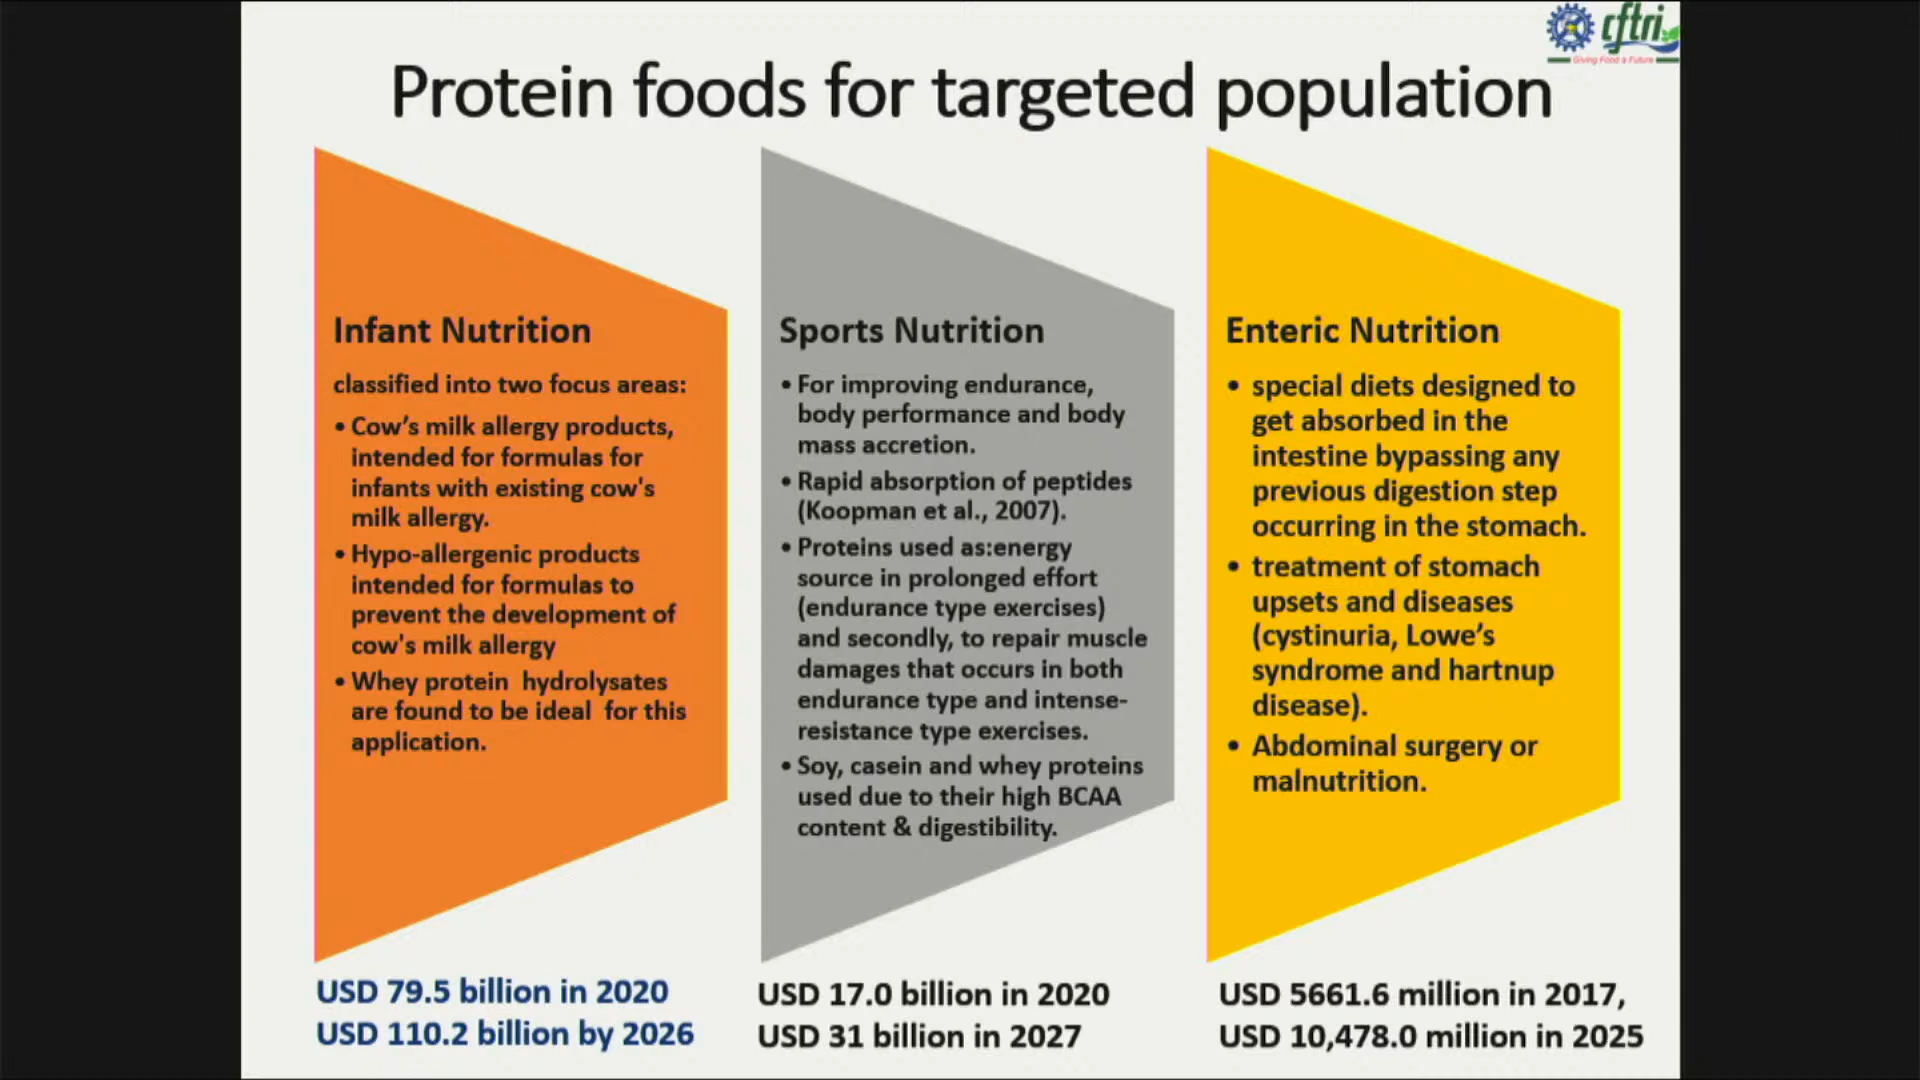 cftri
Giving Food a Future
Protein foods for targeted population
Infant Nutrition
classified into two focus areas:
• Cow’s milk allergy products,
intended for formulas for
infants with existing cow's
milk allergy.
• Hypo-allergenic products
intended for formulas to
prevent the development of
cow's milk allergy
• Whey protein hydrolysates
are found to be ideal for this
application.
USD 79.5 billion in 2020
USD 110.2 billion by 2026
Sports Nutrition
• For improving endurance,
body performance and body
mass accretion.
• Rapid absorption of peptides
(Koopman et al., 2007).
• Proteins used as:energy
source in prolonged effort
(endurance type exercises)
and secondly, to repair muscle
damages that occurs in both
endurance type and intense-
resistance type exercises.
• Soy, casein and whey proteins
used due to their high BCAA
content & digestibility.
USD 17.0 billion in 2020
USD 31 billion in 2027
Enteric Nutrition
• special diets designed to
get absorbed in the
intestine bypassing any
previous digestion step
occurring in the stomach.
• treatment of stomach
upsets and diseases
(cystinuria, Lowe’s
syndrome and hartnup
disease).
• Abdominal surgery or
malnutrition.
USD 5661.6 million in 2017,
USD 10,478.0 million in 2025